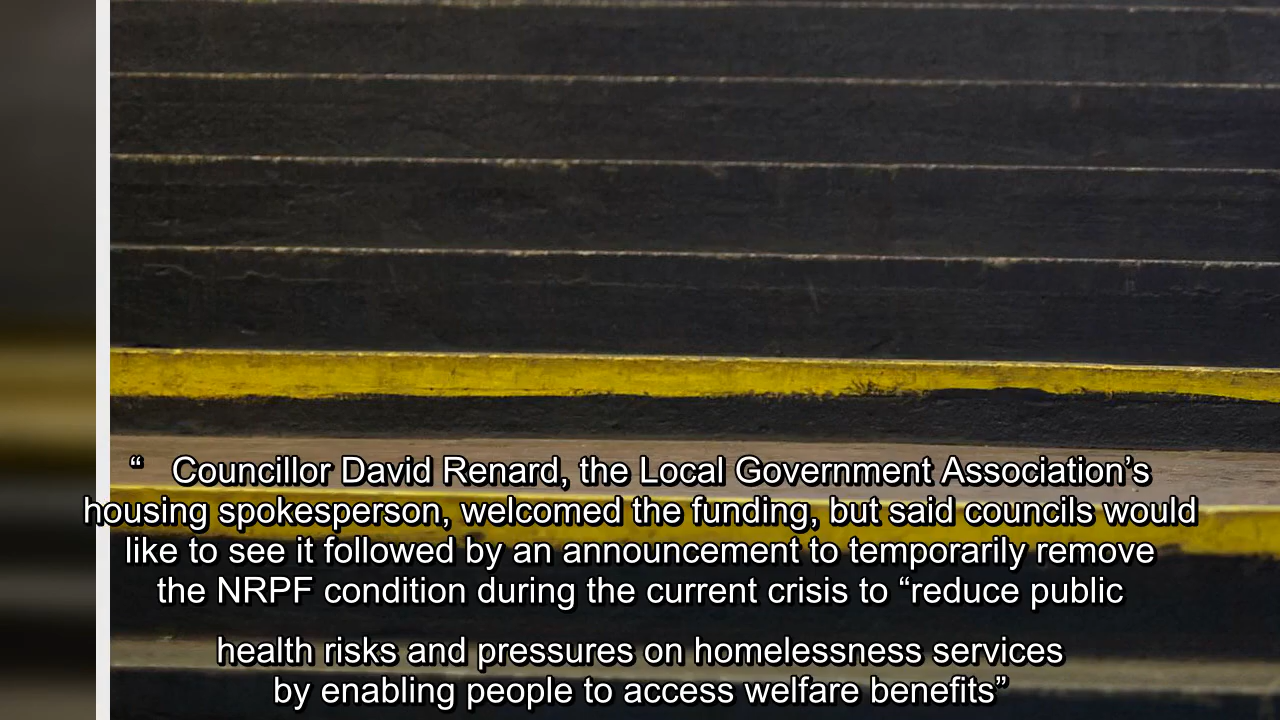 “ Councillor David Renard, the Local Government Association’s
housing spokesperson, welcomed the funding, but said councils would
like to see it followed by an announcement to temporarily remove
the NRPF condition during the current crisis to “reduce public
health risks and pressures on homelessness services
by enabling people to access welfare benefits”